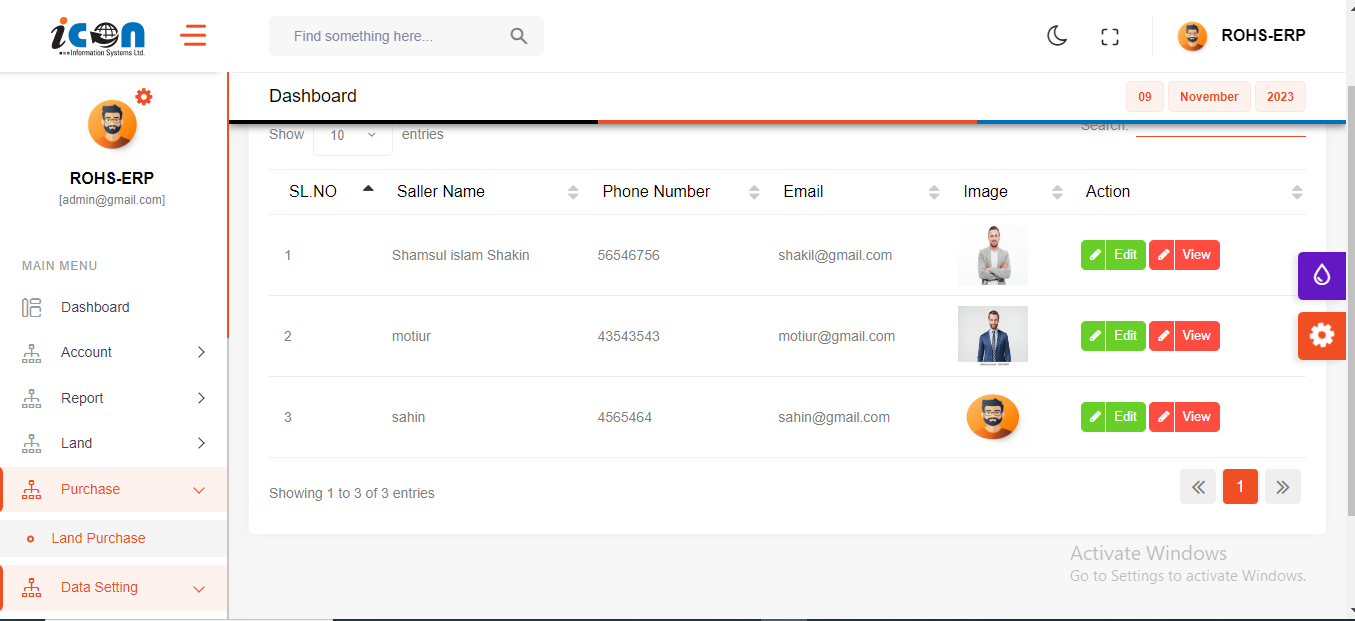 icon
Information Systems Ltd.
Find something here...
ROHS-ERP
Dashboard
09 November 2023
ROHS-ERP
[admin@gmail.com]
MAIN MENU
Dashboard
Account
Report
Land
Purchase
Land Purchase
Data Setting
Show 10 entries
Search:
SL.NO Saller Name Phone Number Email Image Action
1 Shamsul islam Shakin 56546756 shakil@gmail.com Edit View
2 motiur 43543543 motiur@gmail.com Edit View
3 sahin 4565464 sahin@gmail.com Edit View
Showing 1 to 3 of 3 entries
« 1 »
Activate Windows
Go to Settings to activate Windows.